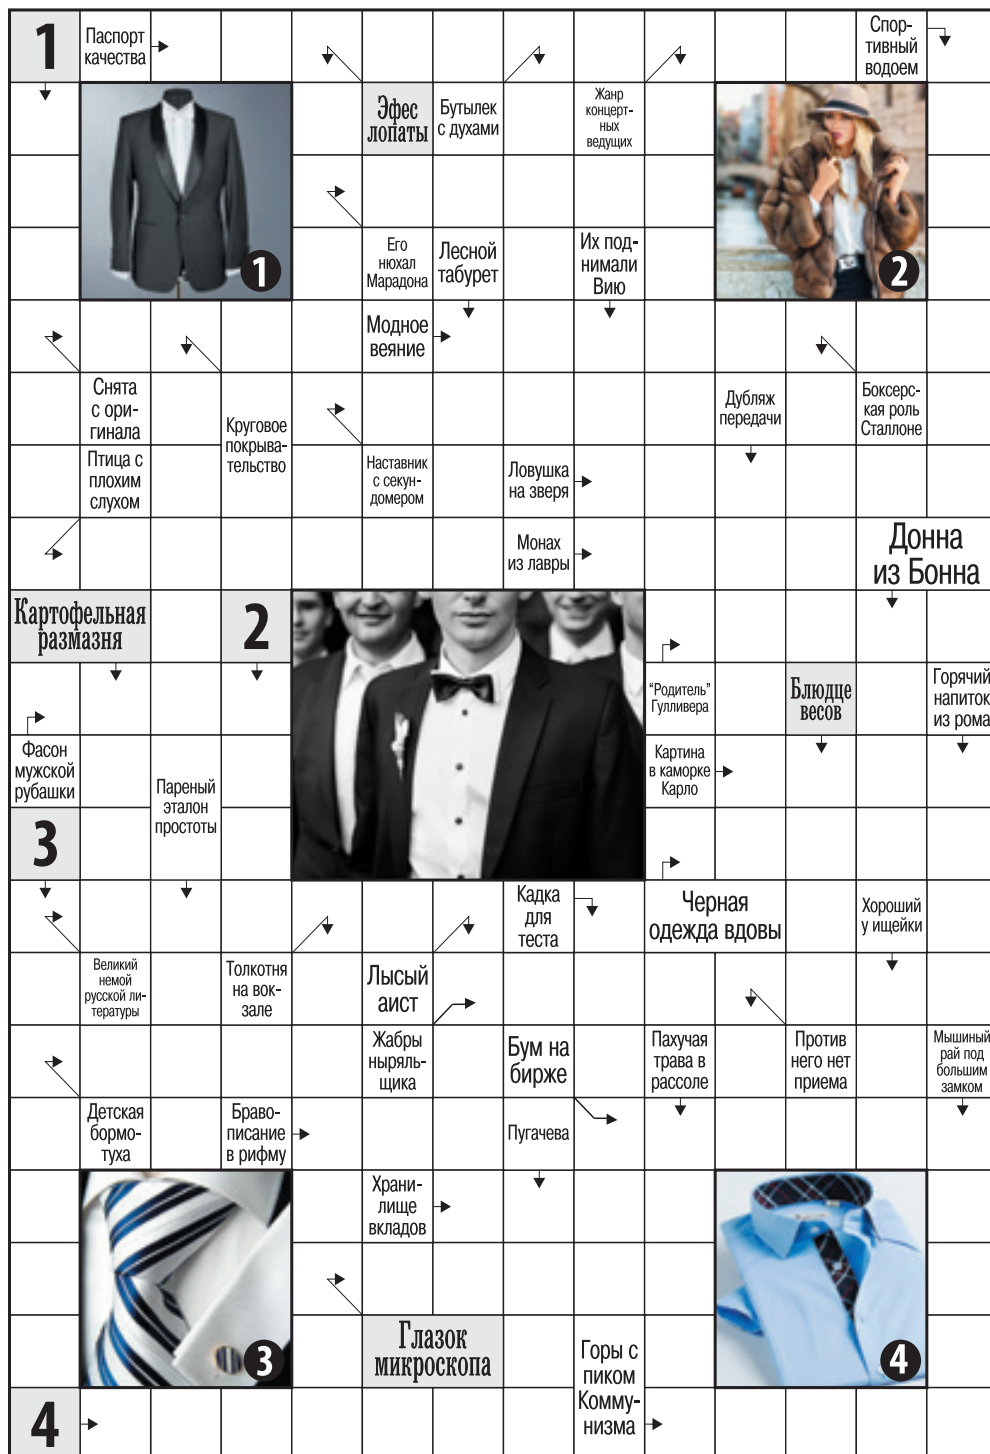 1
Паспорт
качества
Спор-
тивный
водоем
Эфес
лопаты
Бутылек
с духами
Жанр
концерт-
ных
ведущих
1
Его
нюхал
Марадона
Лесной
табурет
Их под-
нимали
Вию
2
Модное
веяние
Снята
с ори-
гинала
Круговое
покрыва-
тельство
Дубляж
передачи
Боксерс-
кая роль
Сталлоне
Птица с
плохим
слухом
Наставник
с секун-
домером
Ловушка
на зверя
Монах
из лавры
Донна
из Бонна
Картофельная
размазня
2
“Родитель”
Гулливера
Блюдце
весов
Горячий
напиток
из рома
Фасон
мужской
рубашки
Пареный
эталон
простоты
Картина
в каморке
Карло
3
Кадка
для
теста
Черная
одежда вдовы
Хороший
у ищейки
Великий
немой
русской ли-
тературы
Толкотня
на вок-
зале
Лысый
аист
Жабры
ныряль-
щика
Бум на
бирже
Пахучая
трава в
рассоле
Против
него нет
приема
Мышиный
рай под
большим
замком
Детская
бормо-
туха
Браво-
писание
в рифму
Пугачева
Храни-
лище
вкладов
3
Глазок
микроскопа
Горы с
пиком
Комму-
низма
4
4